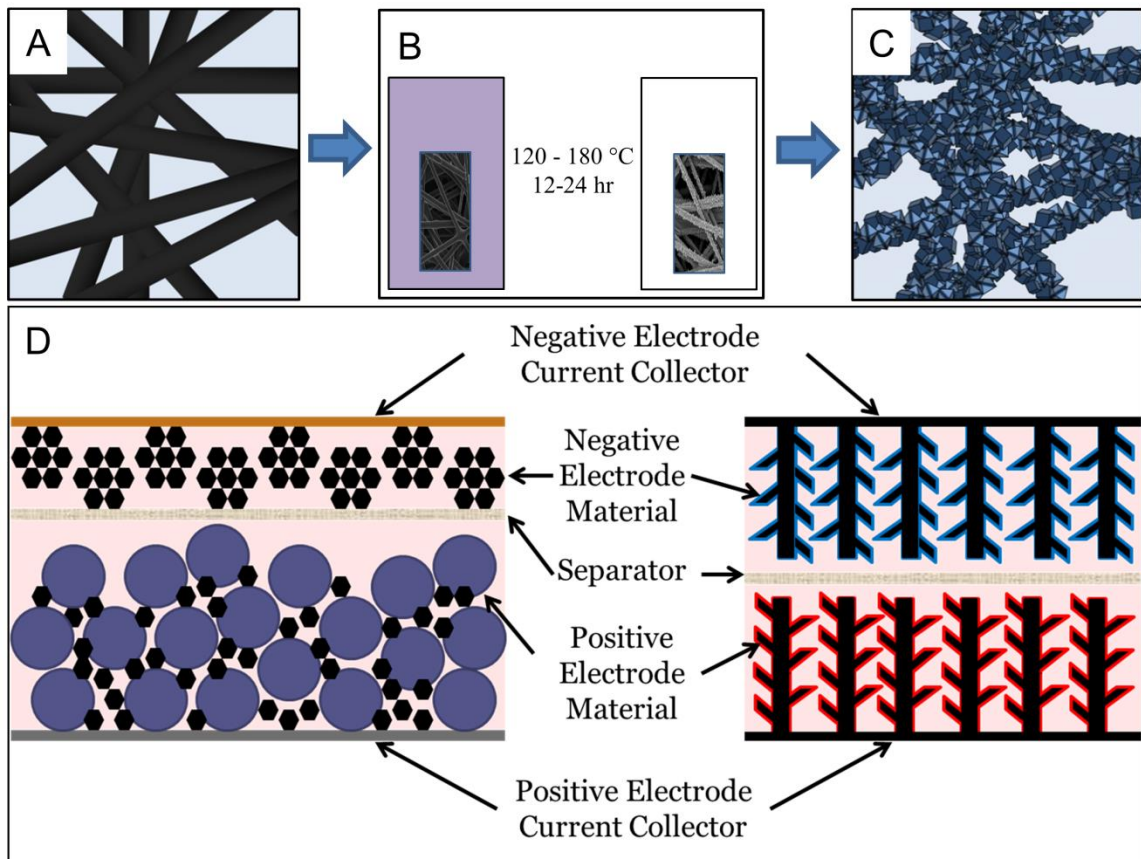 A
B
120 - 180 °C
12-24 hr
C
D
Negative Electrode
Current Collector
Negative
Electrode
Material
Separator
Positive
Electrode
Material
Positive Electrode
Current Collector